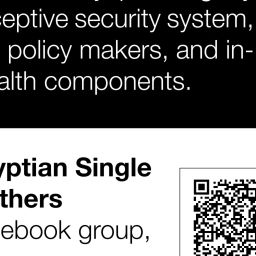 ceptive security system,
policy makers, and in-
alth components.
yptian Single
thers
ebook group,